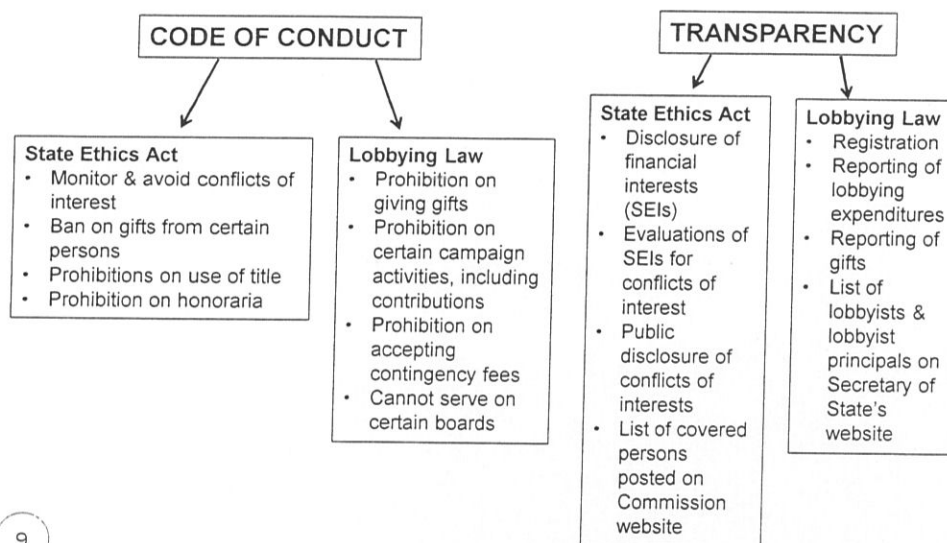 CODE OF CONDUCT
State Ethics Act
• Monitor & avoid conflicts of
interest
• Ban on gifts from certain
persons
• Prohibitions on use of title
• Prohibition on honoraria
Lobbying Law
• Prohibition on
giving gifts
• Prohibition on
certain campaign
activities, including
contributions
• Prohibition on
accepting
contingency fees
• Cannot serve on
certain boards
TRANSPARENCY
State Ethics Act
• Disclosure of
financial
interests
(SEIs)
• Evaluations of
SEIs for
conflicts of
interest
• Public
disclosure of
conflicts of
interests
• List of covered
persons
posted on
Commission
website
Lobbying Law
• Registration
• Reporting of
lobbying
expenditures
• Reporting of
gifts
• List of
lobbyists &
lobbyist
principals on
Secretary of
State's
website
9